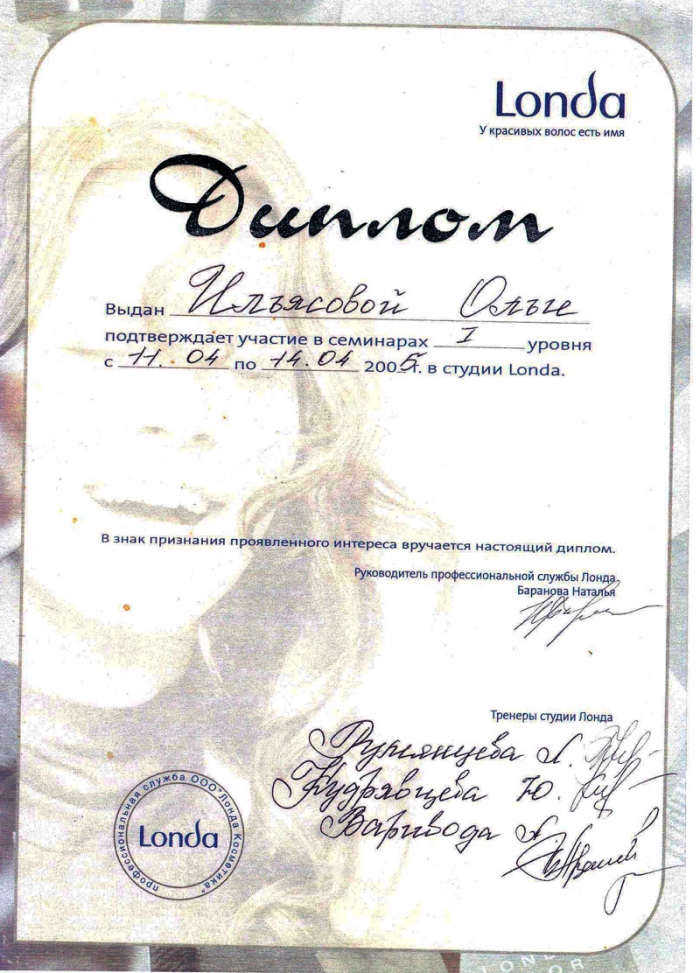 Londa
У красивых волос есть имя
Диплом
Выдан Ильясовой Ольге
подтверждает участие в семинарах I уровня
с 11.04 по 14.04 2005г. в студии Londa.
В знак признания проявленного интереса вручается настоящий диплом.
Руководитель профессиональной службы Лонда
Баранова Наталья
Тренеры студии Лонда
Румянцева Л.
Кудрявцева Ю.
Варивода А
профессиональная служба ООО "Лонда Косметика"
Londa